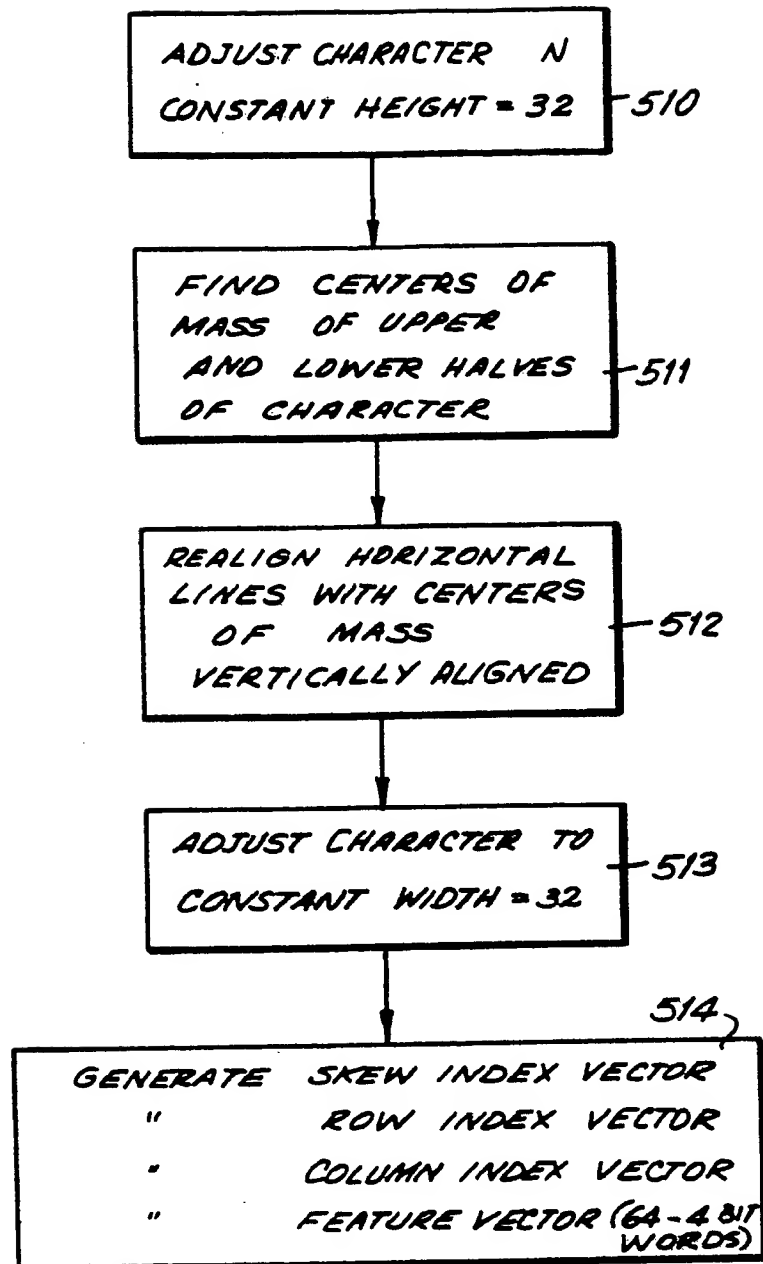 ADJUST CHARACTER N
CONSTANT HEIGHT = 32
510
FIND CENTERS OF
MASS OF UPPER
AND LOWER HALVES
OF CHARACTER
511
REALIGN HORIZONTAL
LINES WITH CENTERS
OF MASS
VERTICALLY ALIGNED
512
ADJUST CHARACTER TO
CONSTANT WIDTH = 32
513
514
GENERATE SKEW INDEX VECTOR
" ROW INDEX VECTOR
" COLUMN INDEX VECTOR
" FEATURE VECTOR (64-4 BIT
WORDS)